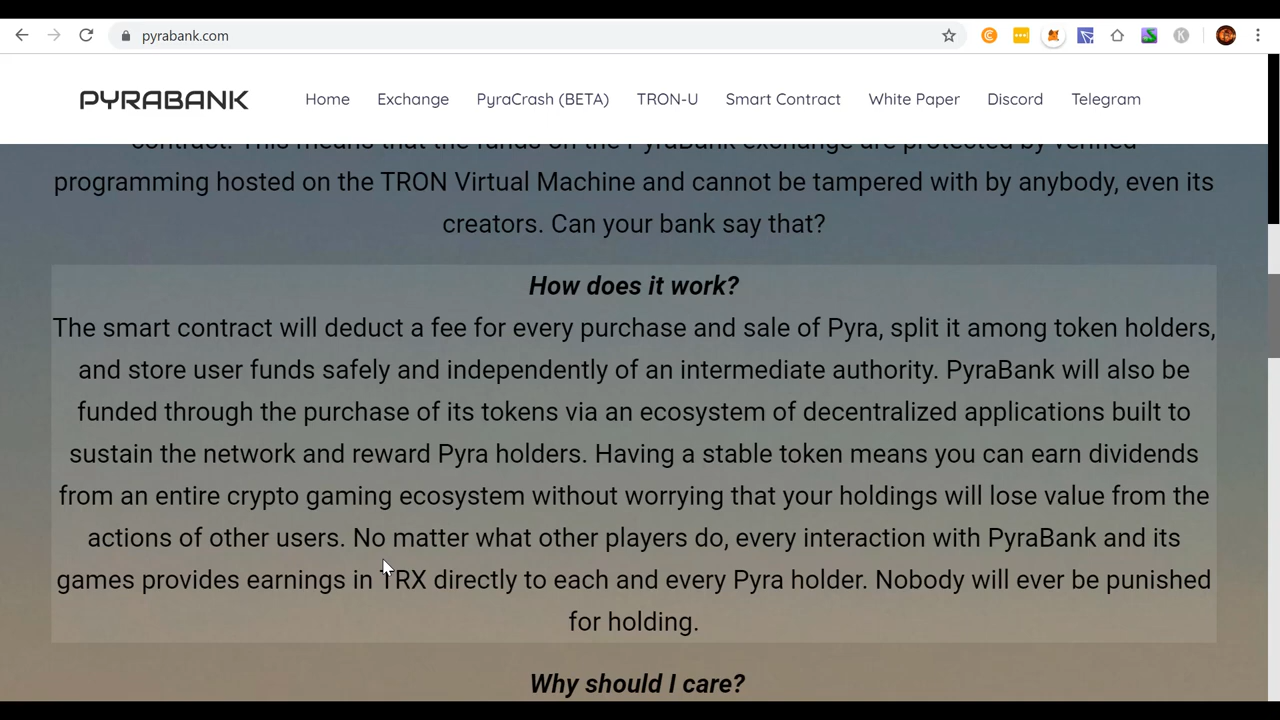 pyrabank.com
PYRABANK Home Exchange PyraCrash (BETA) TRON-U Smart Contract White Paper Discord Telegram
contract. This means that the funds on the PyraBank exchange are protected by verified
programming hosted on the TRON Virtual Machine and cannot be tampered with by anybody, even its
creators. Can your bank say that?
How does it work?
The smart contract will deduct a fee for every purchase and sale of Pyra, split it among token holders,
and store user funds safely and independently of an intermediate authority. PyraBank will also be
funded through the purchase of its tokens via an ecosystem of decentralized applications built to
sustain the network and reward Pyra holders. Having a stable token means you can earn dividends
from an entire crypto gaming ecosystem without worrying that your holdings will lose value from the
actions of other users. No matter what other players do, every interaction with PyraBank and its
games provides earnings in TRX directly to each and every Pyra holder. Nobody will ever be punished
for holding.
Why should I care?